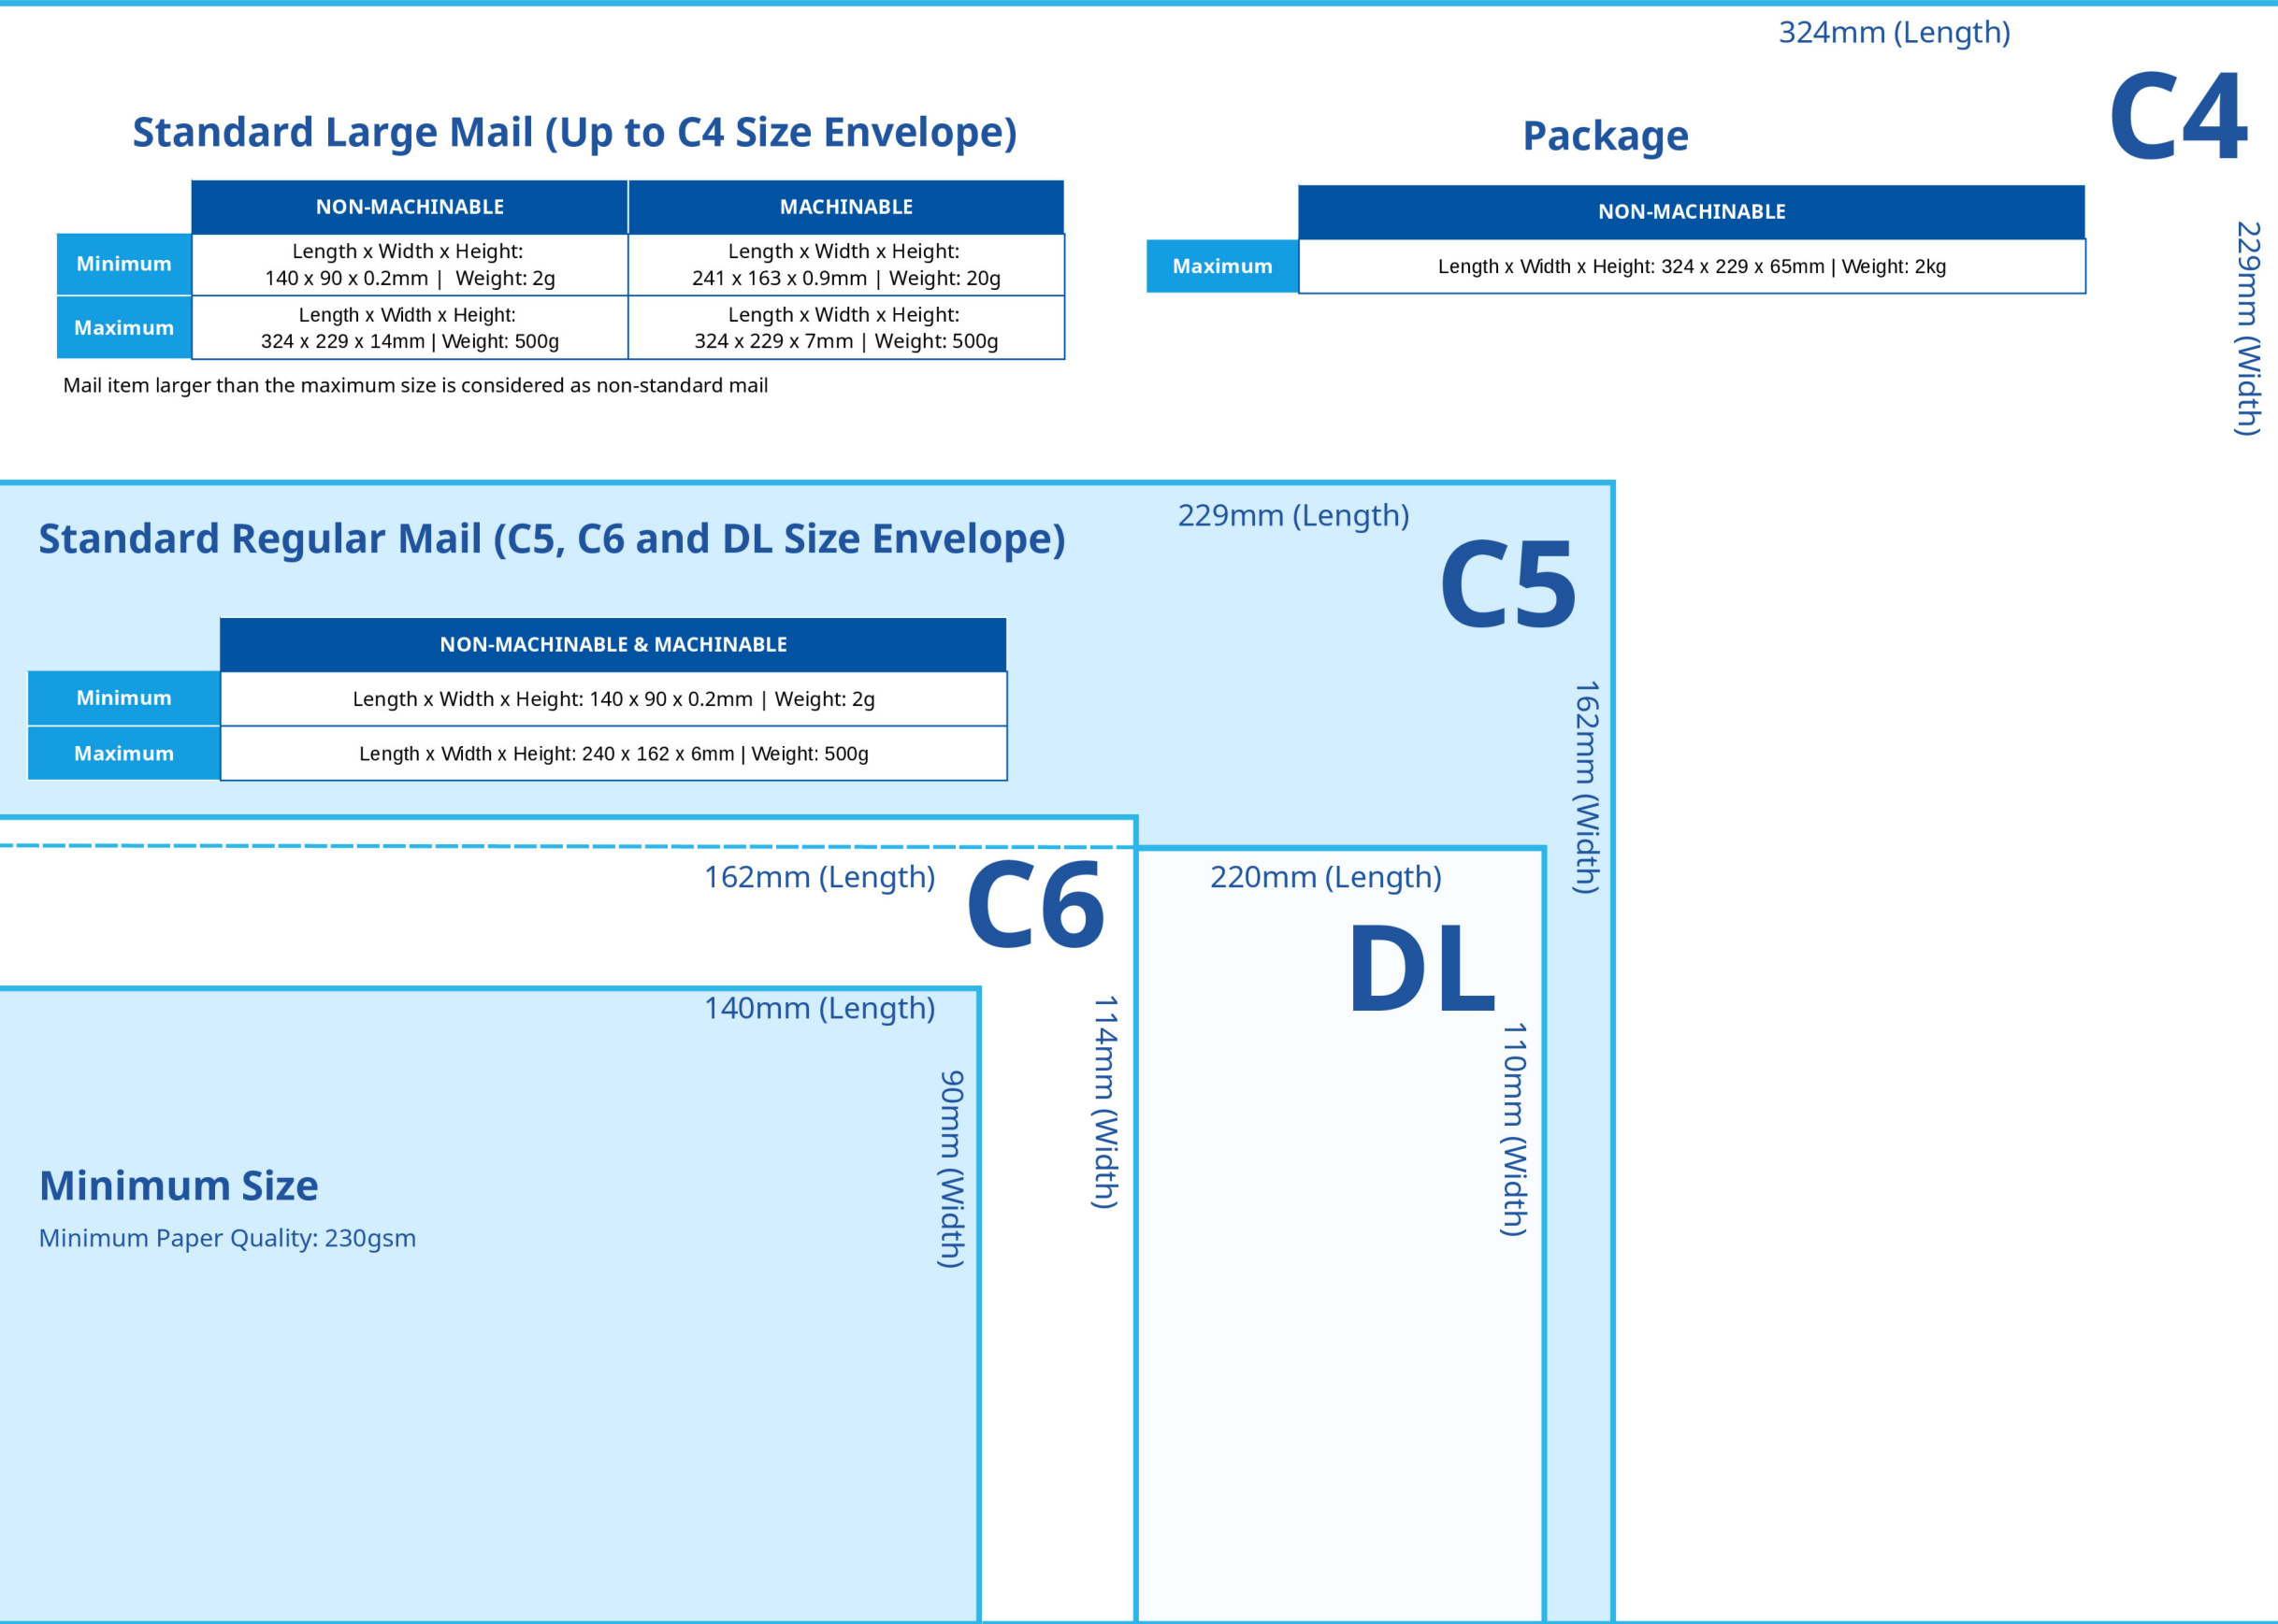 324mm (Length)
C4
229mm (Width)
Standard Large Mail (Up to C4 Size Envelope)
NON-MACHINABLE MACHINABLE
Minimum
Length x Width x Height:
140 x 90 x 0.2mm | Weight: 2g
Length x Width x Height:
241 x 163 x 0.9mm | Weight: 20g
Maximum
Length x Width x Height:
324 x 229 x 14mm | Weight: 500g
Length x Width x Height:
324 x 229 x 7mm | Weight: 500g
Mail item larger than the maximum size is considered as non-standard mail
Package
NON-MACHINABLE
Maximum Length x Width x Height: 324 x 229 x 65mm | Weight: 2kg
Standard Regular Mail (C5, C6 and DL Size Envelope)
229mm (Length)
C5
162mm (Width)
NON-MACHINABLE & MACHINABLE
Minimum Length x Width x Height: 140 x 90 x 0.2mm | Weight: 2g
Maximum Length x Width x Height: 240 x 162 x 6mm | Weight: 500g
162mm (Length)
C6
114mm (Width)
220mm (Length)
DL
110mm (Width)
140mm (Length)
90mm (Width)
Minimum Size
Minimum Paper Quality: 230gsm